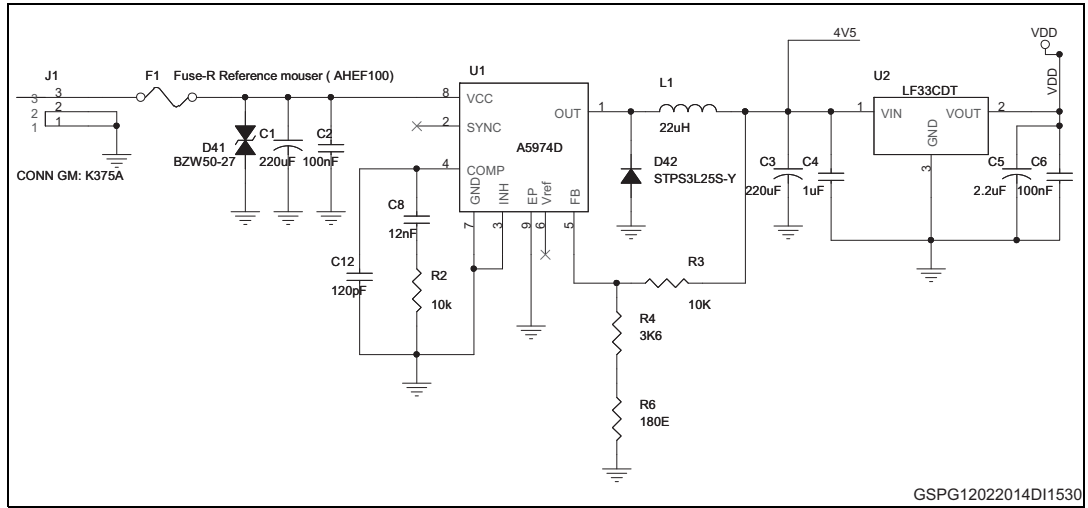 4V5
VDD
J1
F1 Fuse-R Reference mouser ( AHEF100)
U1
L1
U2
LF33CDT
VDD
3
3
2
2
1
1
8
VCC
OUT
1
22uH
1
VIN
VOUT
2
GND
3
2
SYNC
A5974D
D41
BZW50-27
C1
220uF
C2
100nF
CONN GM: K375A
4
COMP
GND
INH
EP
Vref
FB
7
3
9
6
5
D42
STPS3L25S-Y
C3
220uF
C4
1uF
C5
2.2uF
C6
100nF
C8
12nF
C12
120pF
R2
10k
R3
10K
R4
3K6
R6
180E
GSPG12022014DI1530